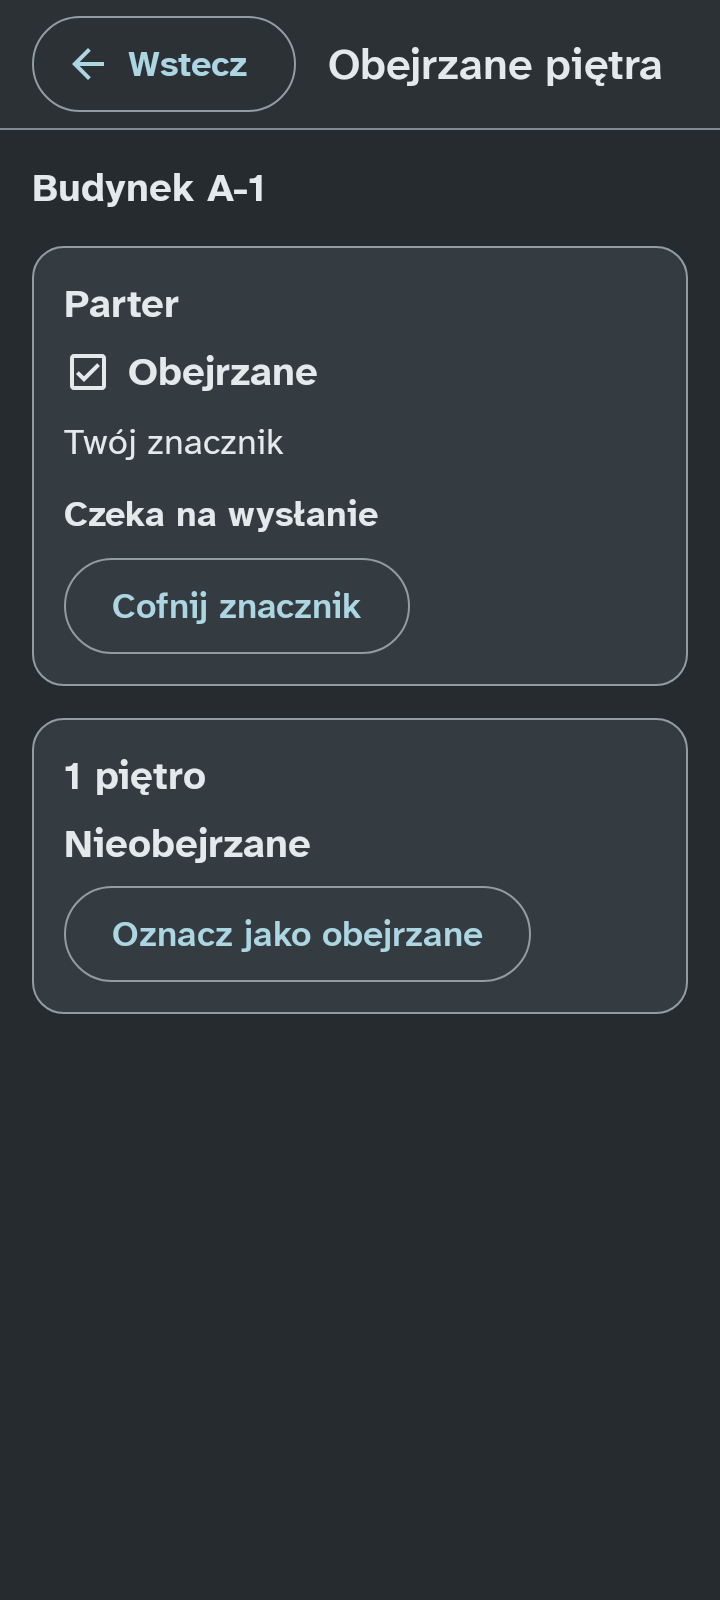 Wstecz
Obejrzane piętra
Budynek A-1
Parter
Obejrzane
Twój znacznik
Czeka na wysłanie
Cofnij znacznik
1 piętro
Nieobejrzane
Oznacz jako obejrzane